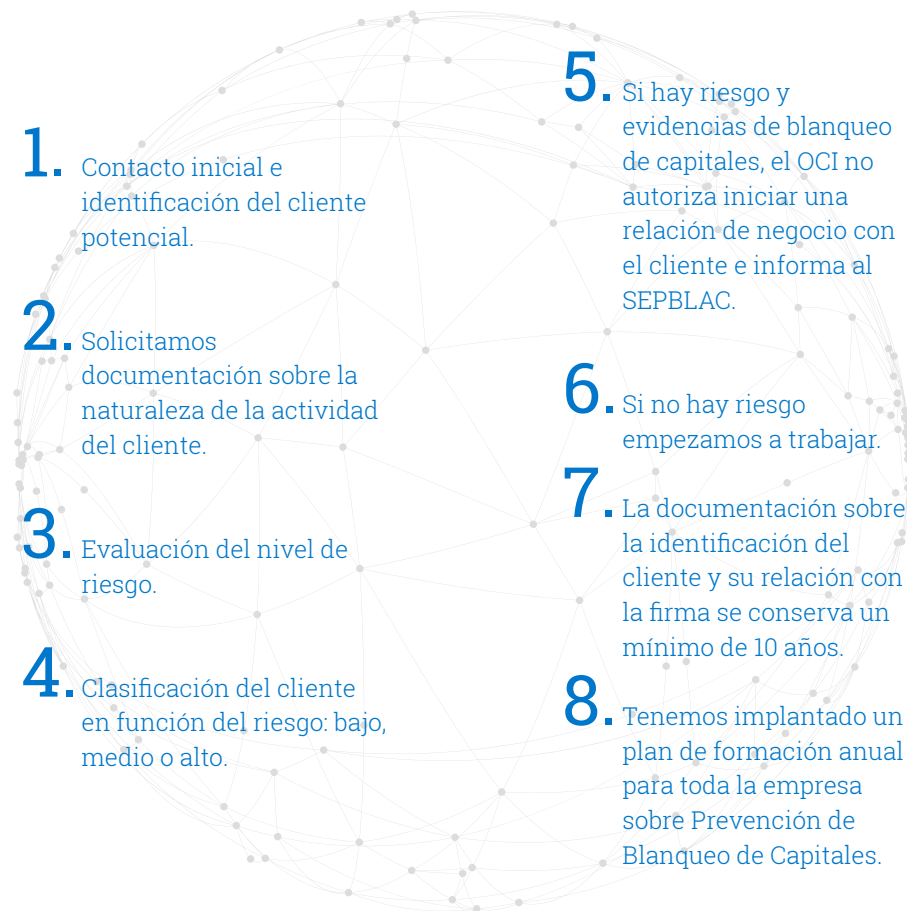 1. Contacto inicial e
identificación del cliente
potencial.
2. Solicitamos
documentación sobre la
naturaleza de la actividad
del cliente.
3. Evaluación del nivel de
riesgo.
4. Clasificación del cliente
en función del riesgo: bajo,
medio o alto.
5. Si hay riesgo y
evidencias de blanqueo
de capitales, el OCI no
autoriza iniciar una
relación de negocio con
el cliente e informa al
SEPBLAC.
6. Si no hay riesgo
empezamos a trabajar.
7. La documentación sobre
la identificación del
cliente y su relación con
la firma se conserva un
mínimo de 10 años.
8. Tenemos implantado un
plan de formación anual
para toda la empresa
sobre Prevención de
Blanqueo de Capitales.